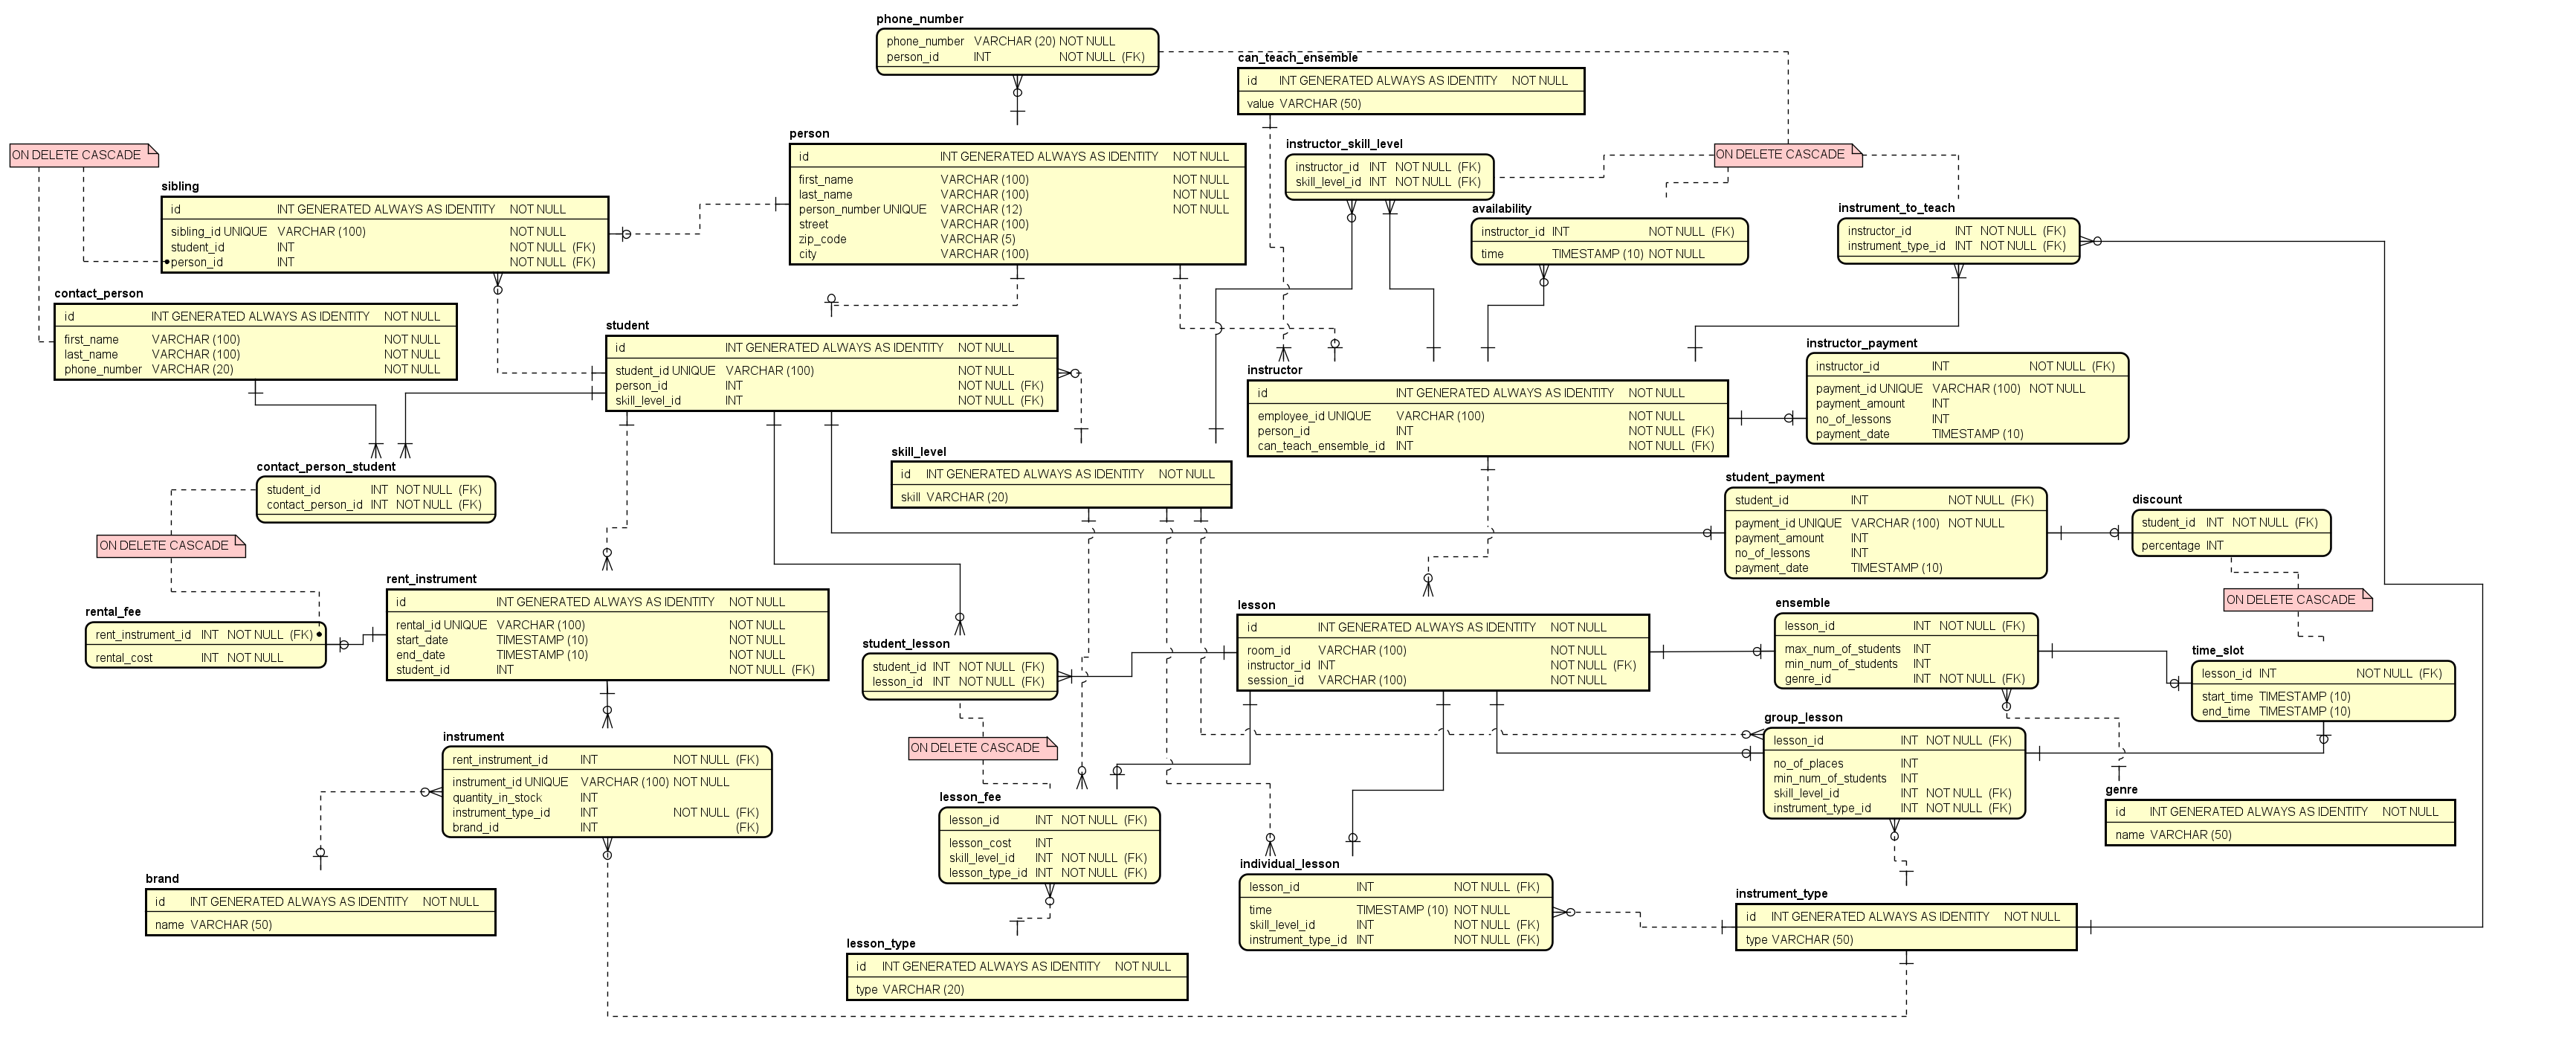 phone_number
phone_number VARCHAR (20) NOT NULL
person_id INT NOT NULL (FK)
can_teach_ensemble
id INT GENERATED ALWAYS AS IDENTITY NOT NULL
value VARCHAR (50)
person
id INT GENERATED ALWAYS AS IDENTITY NOT NULL
first_name VARCHAR (100) NOT NULL
last_name VARCHAR (100) NOT NULL
person_number UNIQUE VARCHAR (12) NOT NULL
street VARCHAR (100)
zip_code VARCHAR (5)
city VARCHAR (100)
instructor_skill_level
instructor_id INT NOT NULL (FK)
skill_level_id INT NOT NULL (FK)
ON DELETE CASCADE
ON DELETE CASCADE
sibling
id INT GENERATED ALWAYS AS IDENTITY NOT NULL
sibling_id UNIQUE VARCHAR (100) NOT NULL
student_id INT NOT NULL (FK)
person_id INT NOT NULL (FK)
availability
instructor_id INT NOT NULL (FK)
time TIMESTAMP (10) NOT NULL
instrument_to_teach
instructor_id INT NOT NULL (FK)
instrument_type_id INT NOT NULL (FK)
contact_person
id INT GENERATED ALWAYS AS IDENTITY NOT NULL
first_name VARCHAR (100) NOT NULL
last_name VARCHAR (100) NOT NULL
phone_number VARCHAR (20) NOT NULL
student
id INT GENERATED ALWAYS AS IDENTITY NOT NULL
student_id UNIQUE VARCHAR (100) NOT NULL
person_id INT NOT NULL (FK)
skill_level_id INT NOT NULL (FK)
instructor
id INT GENERATED ALWAYS AS IDENTITY NOT NULL
employee_id UNIQUE VARCHAR (100) NOT NULL
person_id INT NOT NULL (FK)
can_teach_ensemble_id INT NOT NULL (FK)
instructor_payment
instructor_id INT NOT NULL (FK)
payment_id UNIQUE VARCHAR (100) NOT NULL
payment_amount INT
no_of_lessons INT
payment_date TIMESTAMP (10)
skill_level
id INT GENERATED ALWAYS AS IDENTITY NOT NULL
skill VARCHAR (20)
contact_person_student
student_id INT NOT NULL (FK)
contact_person_id INT NOT NULL (FK)
student_payment
student_id INT NOT NULL (FK)
payment_id UNIQUE VARCHAR (100) NOT NULL
payment_amount INT
no_of_lessons INT
payment_date TIMESTAMP (10)
discount
student_id INT NOT NULL (FK)
percentage INT
ON DELETE CASCADE
ON DELETE CASCADE
rent_instrument
id INT GENERATED ALWAYS AS IDENTITY NOT NULL
rental_id UNIQUE VARCHAR (100) NOT NULL
start_date TIMESTAMP (10) NOT NULL
end_date TIMESTAMP (10) NOT NULL
student_id INT NOT NULL (FK)
rental_fee
rent_instrument_id INT NOT NULL (FK)
rental_cost INT NOT NULL
student_lesson
student_id INT NOT NULL (FK)
lesson_id INT NOT NULL (FK)
lesson
id INT GENERATED ALWAYS AS IDENTITY NOT NULL
room_id VARCHAR (100) NOT NULL
instructor_id INT NOT NULL (FK)
session_id VARCHAR (100) NOT NULL
ensemble
lesson_id INT NOT NULL (FK)
max_num_of_students INT
min_num_of_students INT
genre_id INT NOT NULL (FK)
time_slot
lesson_id INT NOT NULL (FK)
start_time TIMESTAMP (10)
end_time TIMESTAMP (10)
ON DELETE CASCADE
group_lesson
lesson_id INT NOT NULL (FK)
no_of_places INT
min_num_of_students INT
skill_level_id INT NOT NULL (FK)
instrument_type_id INT NOT NULL (FK)
instrument
rent_instrument_id INT NOT NULL (FK)
instrument_id UNIQUE VARCHAR (100) NOT NULL
quantity_in_stock INT
instrument_type_id INT NOT NULL (FK)
brand_id INT (FK)
lesson_fee
lesson_id INT NOT NULL (FK)
lesson_cost INT
skill_level_id INT NOT NULL (FK)
lesson_type_id INT NOT NULL (FK)
genre
id INT GENERATED ALWAYS AS IDENTITY NOT NULL
name VARCHAR (50)
individual_lesson
lesson_id INT NOT NULL (FK)
time TIMESTAMP (10) NOT NULL
skill_level_id INT NOT NULL (FK)
instrument_type_id INT NOT NULL (FK)
brand
id INT GENERATED ALWAYS AS IDENTITY NOT NULL
name VARCHAR (50)
instrument_type
id INT GENERATED ALWAYS AS IDENTITY NOT NULL
type VARCHAR (50)
lesson_type
id INT GENERATED ALWAYS AS IDENTITY NOT NULL
type VARCHAR (20)